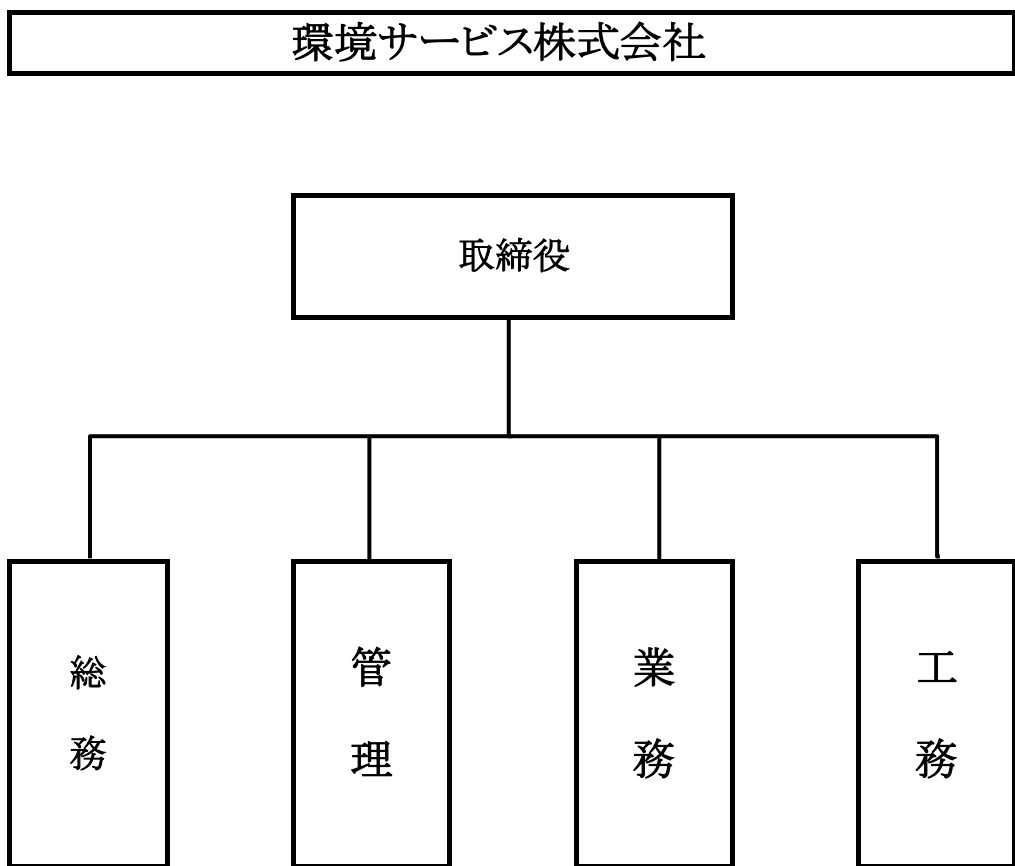 環境サービス株式会社
取締役
総務
管理
業務
工務